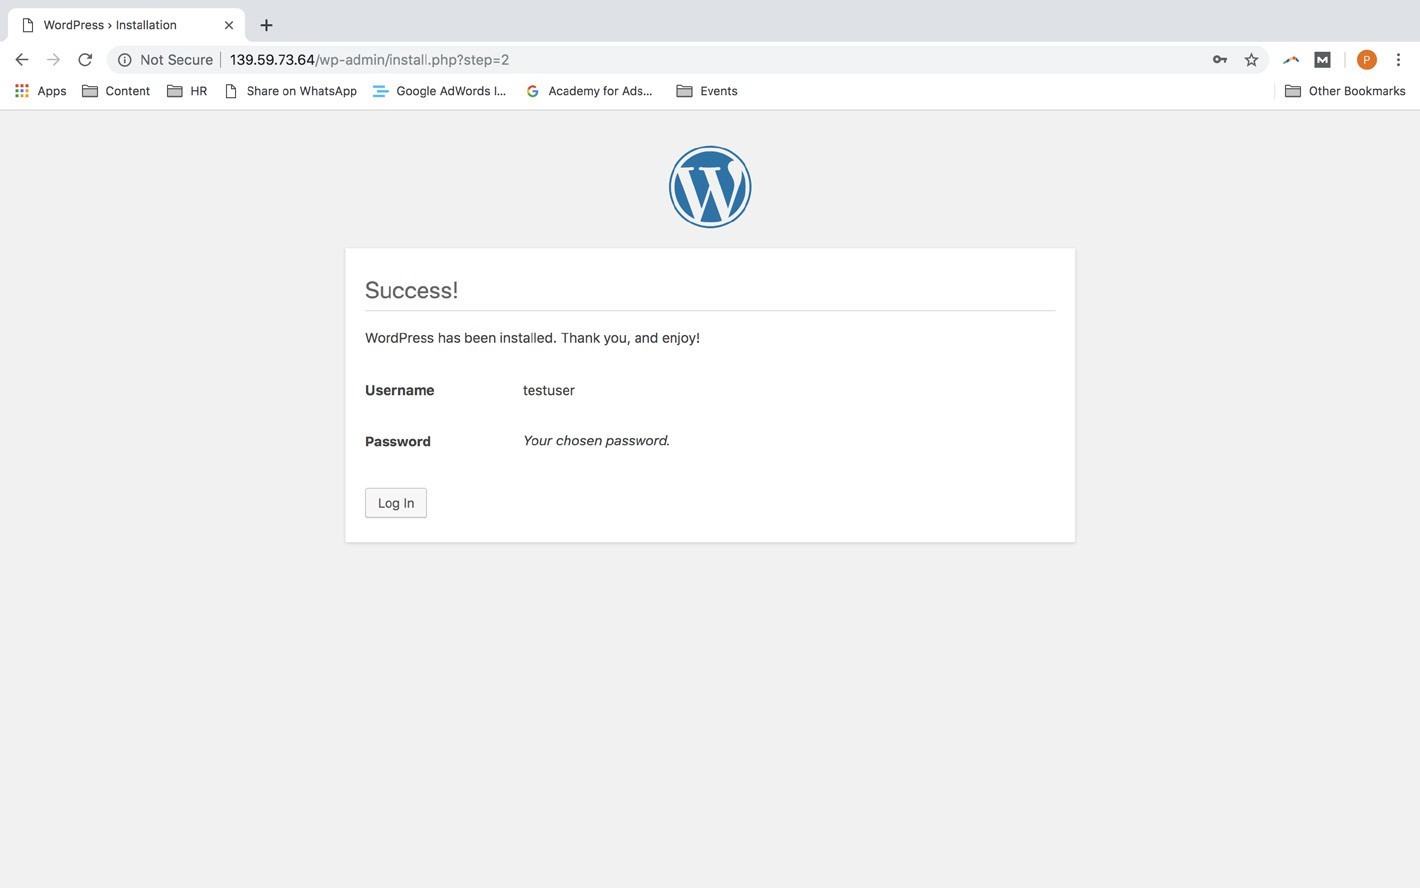 WordPress › Installation
Not Secure 139.59.73.64/wp-admin/install.php?step=2
P
Apps Content HR Share on WhatsApp Google AdWords I... Academy for Ads... Events Other Bookmarks
W
Success!
WordPress has been installed. Thank you, and enjoy!
Username testuser
Password Your chosen password.
Log In